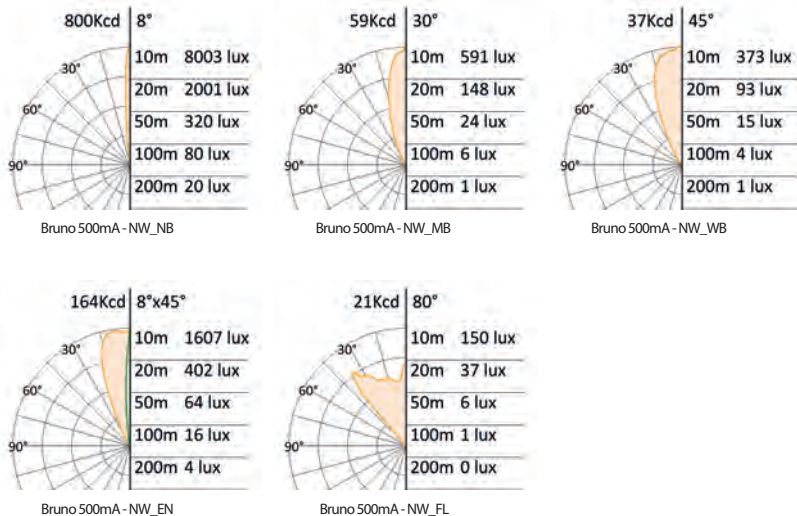 800Kcd 8°
30°
60°
90°
10m 8003 lux
20m 2001 lux
50m 320 lux
100m 80 lux
200m 20 lux
Bruno 500mA - NW_NB
59Kcd 30°
30°
60°
90°
10m 591 lux
20m 148 lux
50m 24 lux
100m 6 lux
200m 1 lux
Bruno 500mA - NW_MB
37Kcd 45°
30°
60°
90°
10m 373 lux
20m 93 lux
50m 15 lux
100m 4 lux
200m 1 lux
Bruno 500mA - NW_WB
164Kcd 8°x45°
30°
60°
90°
10m 1607 lux
20m 402 lux
50m 64 lux
100m 16 lux
200m 4 lux
Bruno 500mA - NW_EN
21Kcd 80°
30°
60°
90°
10m 150 lux
20m 37 lux
50m 6 lux
100m 1 lux
200m 0 lux
Bruno 500mA - NW_FL